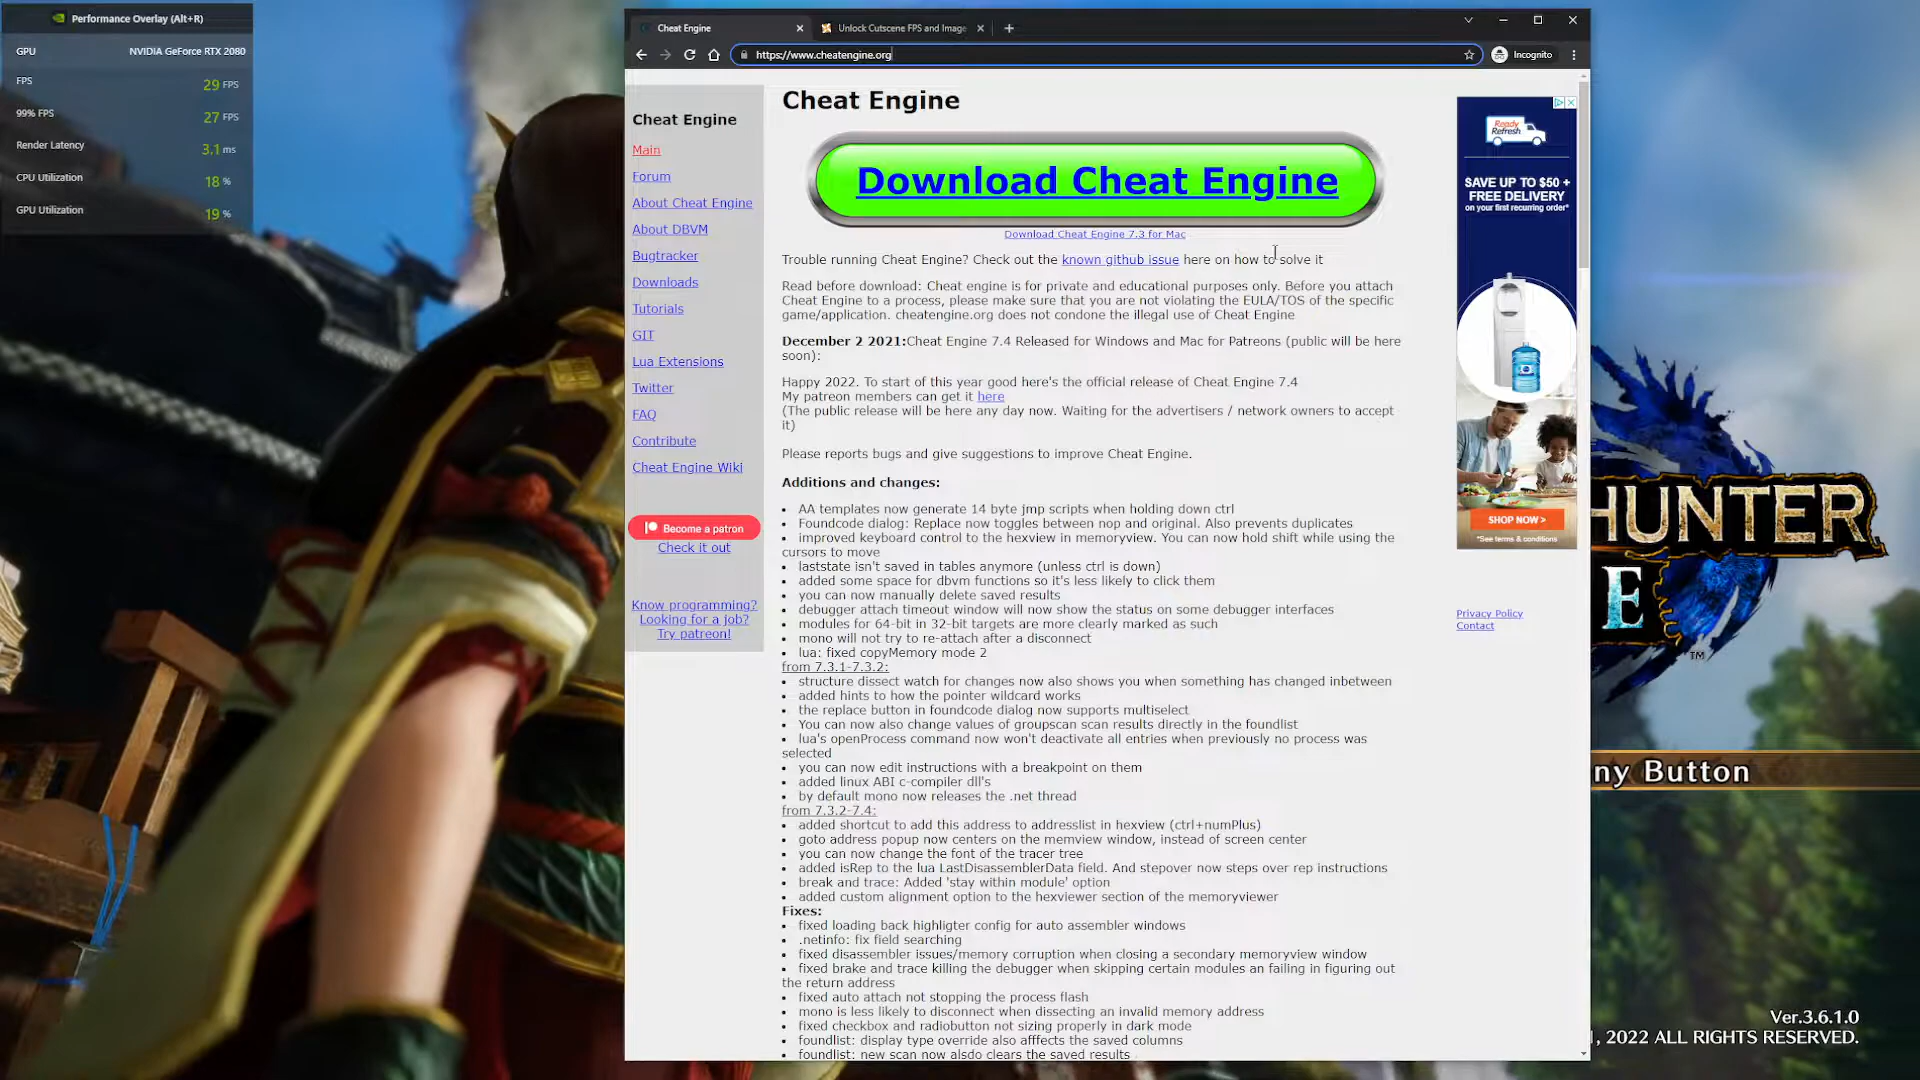 Performance Overlay (Alt+R)
GPU NVIDIA GeForce RTX 2080
FPS 29 FPS
99% FPS 27 FPS
Render Latency 3.1 ms
CPU Utilization 18 %
GPU Utilization 19 %
Cheat Engine
Unlock Cutscene FPS and Image
https://www.cheatengine.org
Incognito
Cheat Engine
Main
Forum
About Cheat Engine
About DBVM
Bugtracker
Downloads
Tutorials
GIT
Lua Extensions
Twitter
FAQ
Contribute
Cheat Engine Wiki
Become a patron
Check it out
Know programming?
Looking for a job?
Try patreon!
Cheat Engine
Download Cheat Engine
Download Cheat Engine 7.3 for Mac
Trouble running Cheat Engine? Check out the known github issue here on how to solve it
Read before download: Cheat engine is for private and educational purposes only. Before you attach
Cheat Engine to a process, please make sure that you are not violating the EULA/TOS of the specific
game/application. cheatengine.org does not condone the illegal use of Cheat Engine
December 2 2021:Cheat Engine 7.4 Released for Windows and Mac for Patreons (public will be here
soon):
Happy 2022. To start of this year good here's the official release of Cheat Engine 7.4
My patreon members can get it here
(The public release will be here any day now. Waiting for the advertisers / network owners to accept
it)
Please reports bugs and give suggestions to improve Cheat Engine.
Additions and changes:
• AA templates now generate 14 byte jmp scripts when holding down ctrl
• Foundcode dialog: Replace now toggles between nop and original. Also prevents duplicates
• improved keyboard control to the hexview in memoryview. You can now hold shift while using the
cursors to move
• laststate isn't saved in tables anymore (unless ctrl is down)
• added some space for dbvm functions so it's less likely to click them
• you can now manually delete saved results
• debugger attach timeout window will now show the status on some debugger interfaces
• modules for 64-bit in 32-bit targets are more clearly marked as such
• mono will not try to re-attach after a disconnect
• lua: fixed copyMemory mode 2
from 7.3.1-7.3.2:
• structure dissect watch for changes now also shows you when something has changed inbetween
• added hints to how the pointer wildcard works
• the replace button in foundcode dialog now supports multiselect
• You can now also change values of groupscan scan results directly in the foundlist
• lua's openProcess command now won't deactivate all entries when previously no process was
selected
• you can now edit instructions with a breakpoint on them
• added linux ABI c-compiler dll's
• by default mono now releases the .net thread
from 7.3.2-7.4:
• added shortcut to add this address to addresslist in hexview (ctrl+numPlus)
• goto address popup now centers on the memview window, instead of screen center
• you can now change the font of the tracer tree
• added isRep to the lua LastDisassemblerData field. And stepover now steps over rep instructions
• break and trace: Added 'stay within module' option
• added custom alignment option to the hexviewer section of the memoryviewer
Fixes:
• fixed loading back highligter config for auto assembler windows
• .netinfo: fix field searching
• fixed disassembler issues/memory corruption when closing a secondary memoryview window
• fixed brake and trace killing the debugger when skipping certain modules an failing in figuring out
the return address
• fixed auto attach not stopping the process flash
• mono is less likely to disconnect when dissecting an invalid memory address
• fixed checkbox and radiobutton not sizing properly in dark mode
• foundlist: display type override also afffects the saved columns
• foundlist: new scan now alsdo clears the saved results
Ready
Refresh
SAVE UP TO $50 +
FREE DELIVERY
on your first recurring order*
SHOP NOW >
*See terms & conditions
Privacy Policy
Contact
HUNTER
E
TM
ny Button
Ver.3.6.1.0
, 2022 ALL RIGHTS RESERVED.